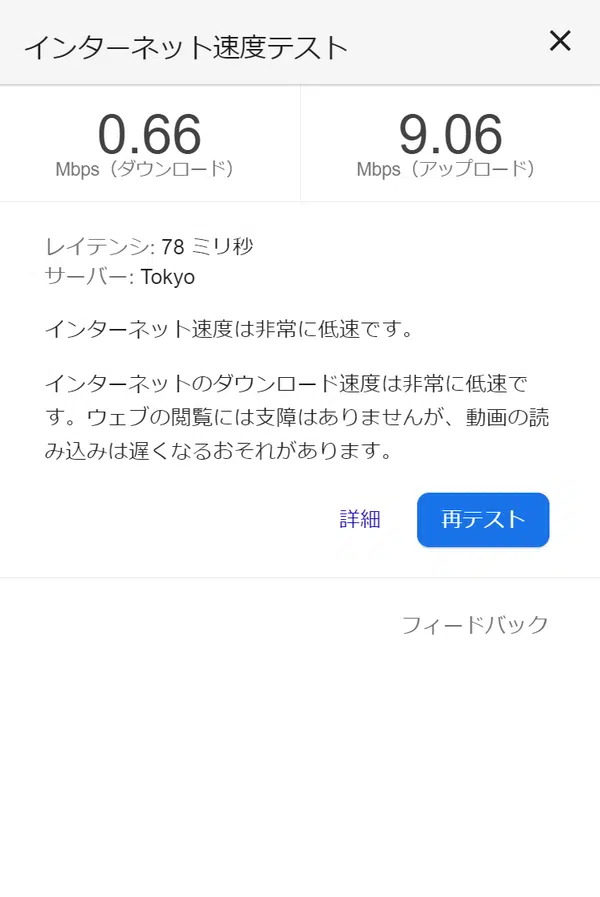 インターネット速度テスト
0.66
Mbps（ダウンロード）
9.06
Mbps（アップロード）
レイテンシ: 78 ミリ秒
サーバー: Tokyo
インターネット速度は非常に低速です。
インターネットのダウンロード速度は非常に低速で
す。ウェブの閲覧には支障はありませんが、動画の読
み込みは遅くなるおそれがあります。
詳細
再テスト
フィードバック